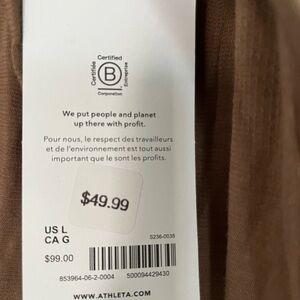 Certified
Certifiée
B
Entreprise
Corporation
We put people and planet
up there with profit.
Pour nous, le respect des travailleurs
et de l'environnement est tout aussi
important que le sont les profits.
$49.99
US L
CA G
5236-0035
$99.00
853964-06-2-0004 500094429430
WWW.ATHLETA.COM